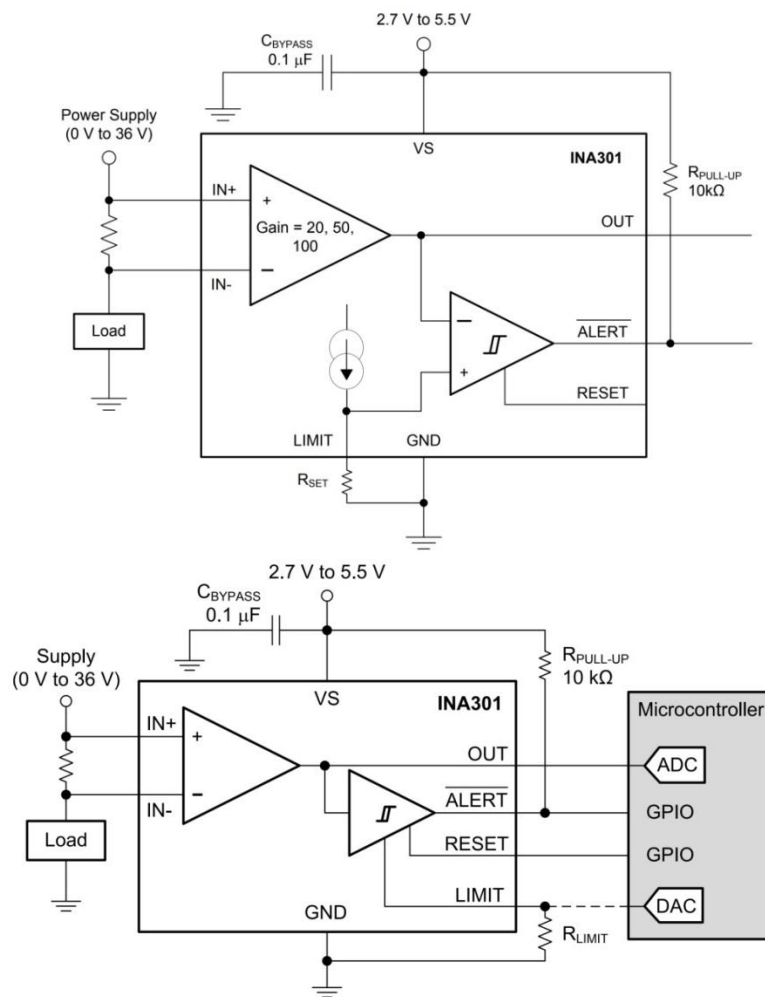 2.7 V to 5.5 V
CBYPASS
0.1 μF
Power Supply
(0 V to 36 V)
VS
INA301
RPULL-UP
10kΩ
IN+
+
Gain = 20, 50,
100
OUT
−
IN-
Load
−
ALERT
+
RESET
LIMIT
GND
RSET
2.7 V to 5.5 V
CBYPASS
0.1 μF
Supply
(0 V to 36 V)
RPULL-UP
10 kΩ
VS
INA301
Microcontroller
IN+
+
OUT
ADC
−
IN-
ALERT
GPIO
Load
RESET
GPIO
LIMIT
DAC
GND
RLIMIT